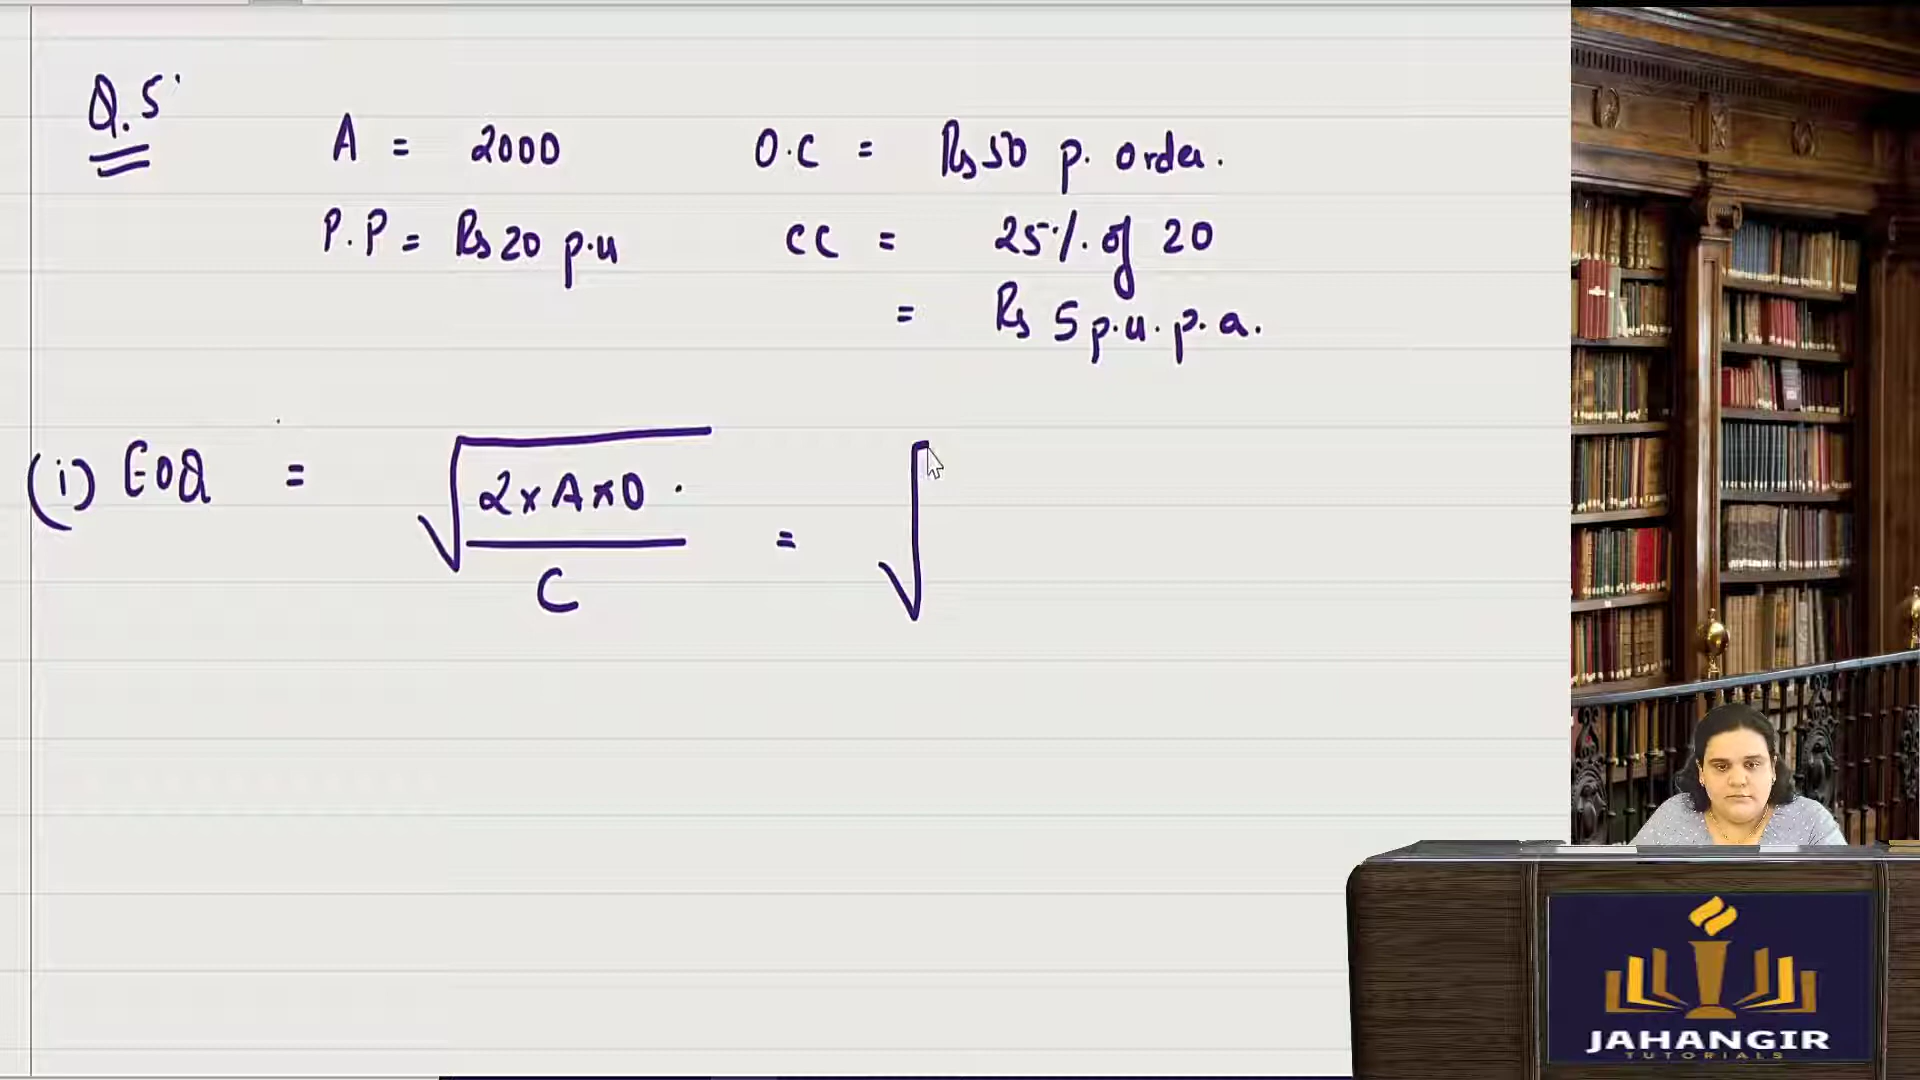 Q.5
A = 2000 O.C = Rs 50 p. order.
P.P = Rs 20 p.u CC = 25% of 20
= Rs 5 p.u. p.a.
(i) EOQ = √ 2 x A x O = √
C
JAHANGIR
TUTORIALS